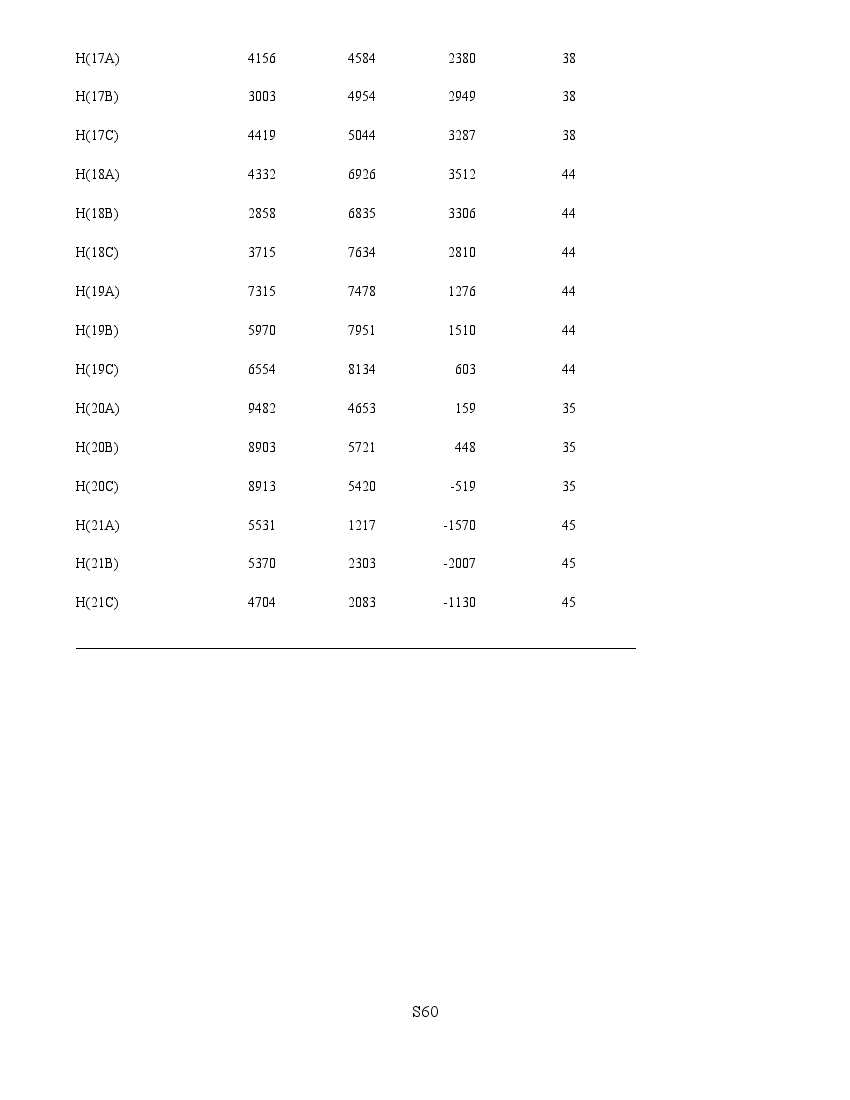 H(17A) 4156 4584 2380 38
H(17B) 3003 4954 2949 38
H(17C) 4419 5044 3287 38
H(18A) 4332 6926 3512 44
H(18B) 2858 6835 3306 44
H(18C) 3715 7634 2810 44
H(19A) 7315 7478 1276 44
H(19B) 5970 7951 1510 44
H(19C) 6554 8134 603 44
H(20A) 9482 4653 159 35
H(20B) 8903 5721 448 35
H(20C) 8913 5420 -519 35
H(21A) 5531 1217 -1570 45
H(21B) 5370 2303 -2007 45
H(21C) 4704 2083 -1130 45
S60